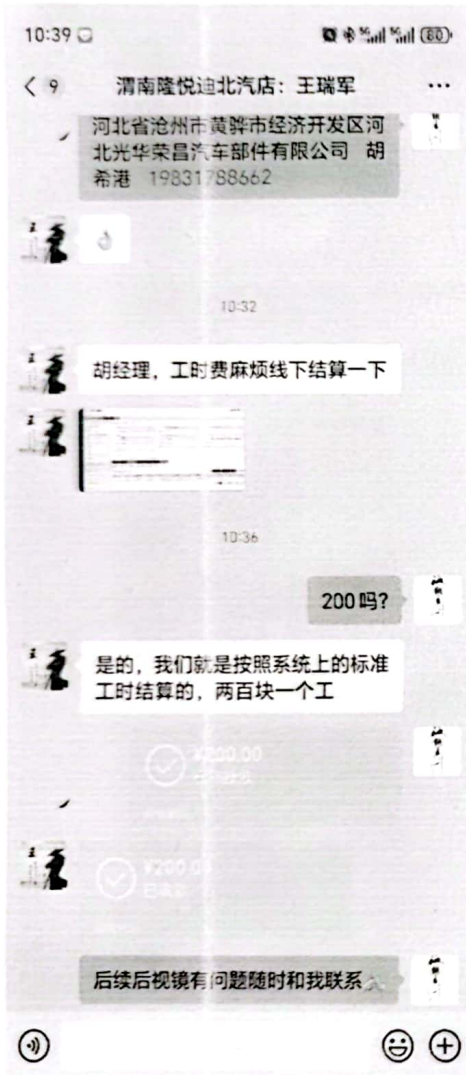 10:39
80
9
渭南隆悦迪北汽店：王瑞军
河北省沧州市黄骅市经济开发区河
北光华荣昌汽车部件有限公司 胡
希港 19831788662
10:32
胡经理，工时费麻烦线下结算一下
10:36
200吗?
是的，我们就是按照系统上的标准
工时结算的，两百块一个工
¥200.00
¥200.00
后续后视镜有问题随时和我联系